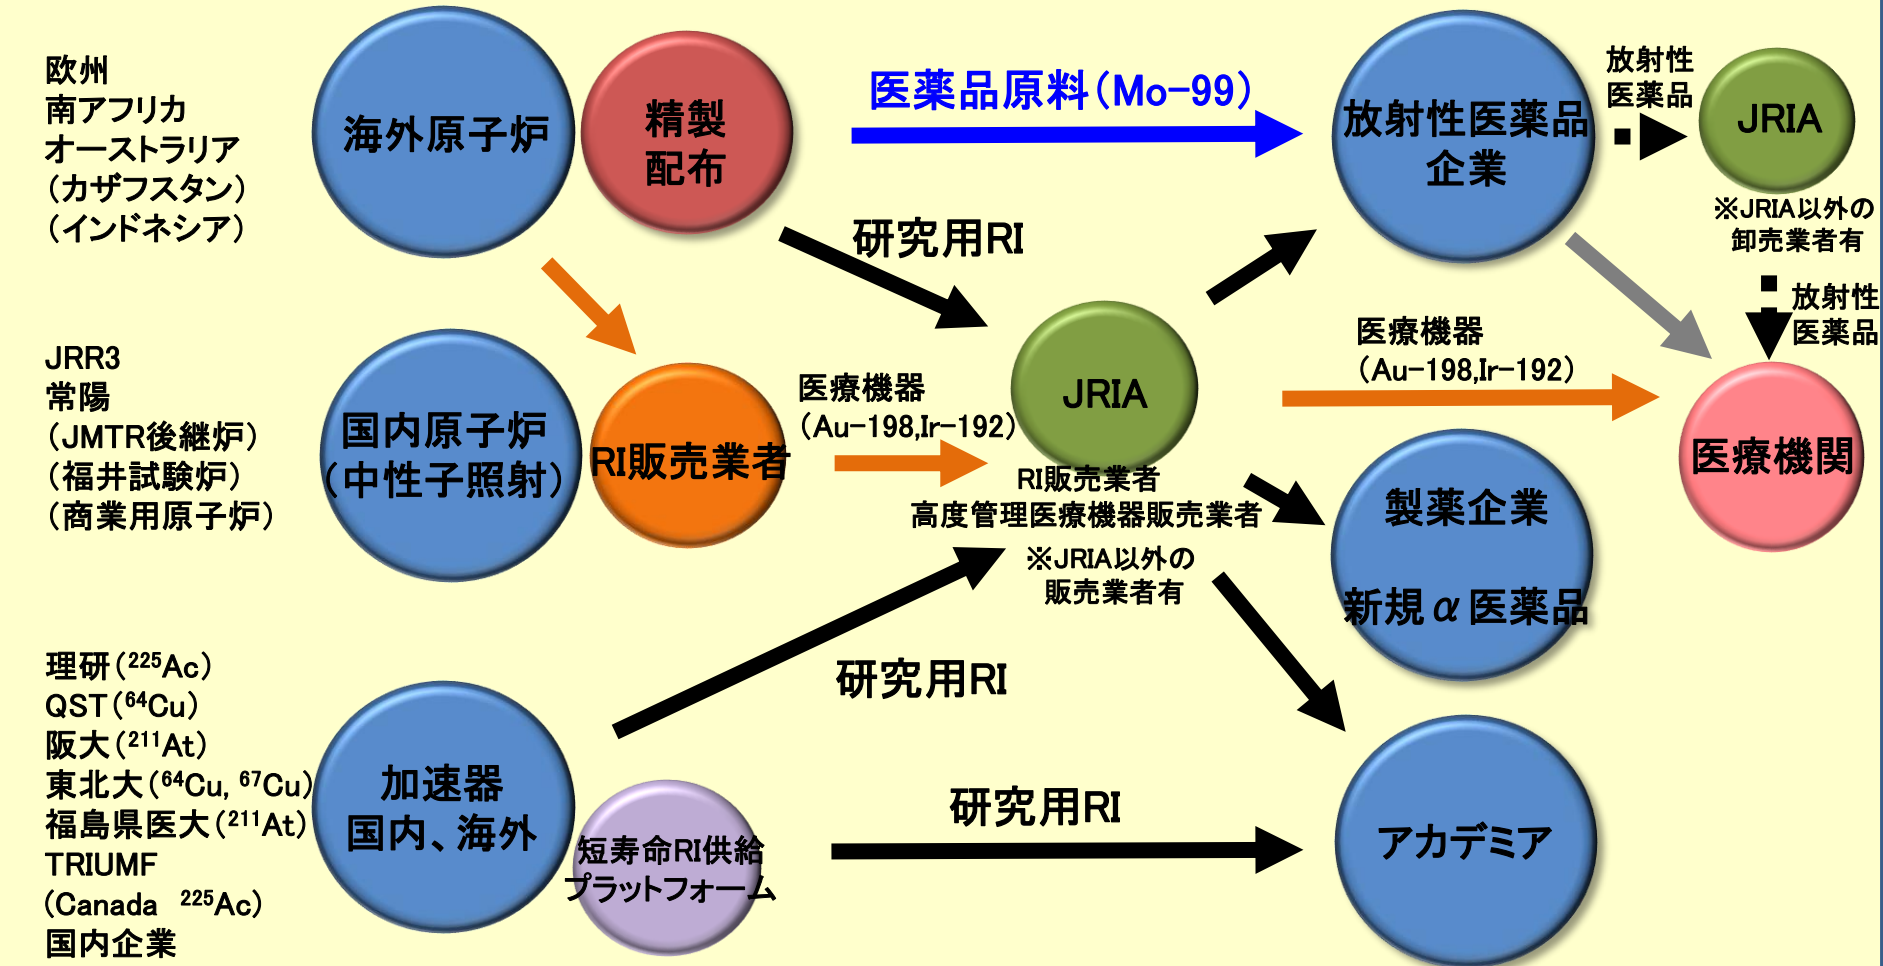 欧州
南アフリカ
オーストラリア
（カザフスタン）
（インドネシア）
海外原子炉
精製
配布
医薬品原料（Mo-99）
放射性医薬品
企業
放射性
医薬品
JRIA
※JRIA以外の
卸売業者有
放射性
医薬品
研究用RI
JRR3
常陽
（JMTR後継炉）
（福井試験炉）
（商業用原子炉）
国内原子炉
（中性子照射）
RI販売業者
医療機器
（Au-198,Ir-192）
JRIA
RI販売業者
高度管理医療機器販売業者
※JRIA以外の
販売業者有
医療機器
（Au-198,Ir-192）
医療機関
製薬企業
新規α医薬品
理研（²²⁵Ac）
QST（⁶⁴Cu）
阪大（²¹¹At）
東北大（⁶⁴Cu, ⁶⁷Cu）
福島県医大（²¹¹At）
TRIUMF
(Canada ²²⁵Ac)
国内企業
加速器
国内、海外
短寿命RI供給
プラットフォーム
研究用RI
研究用RI
アカデミア